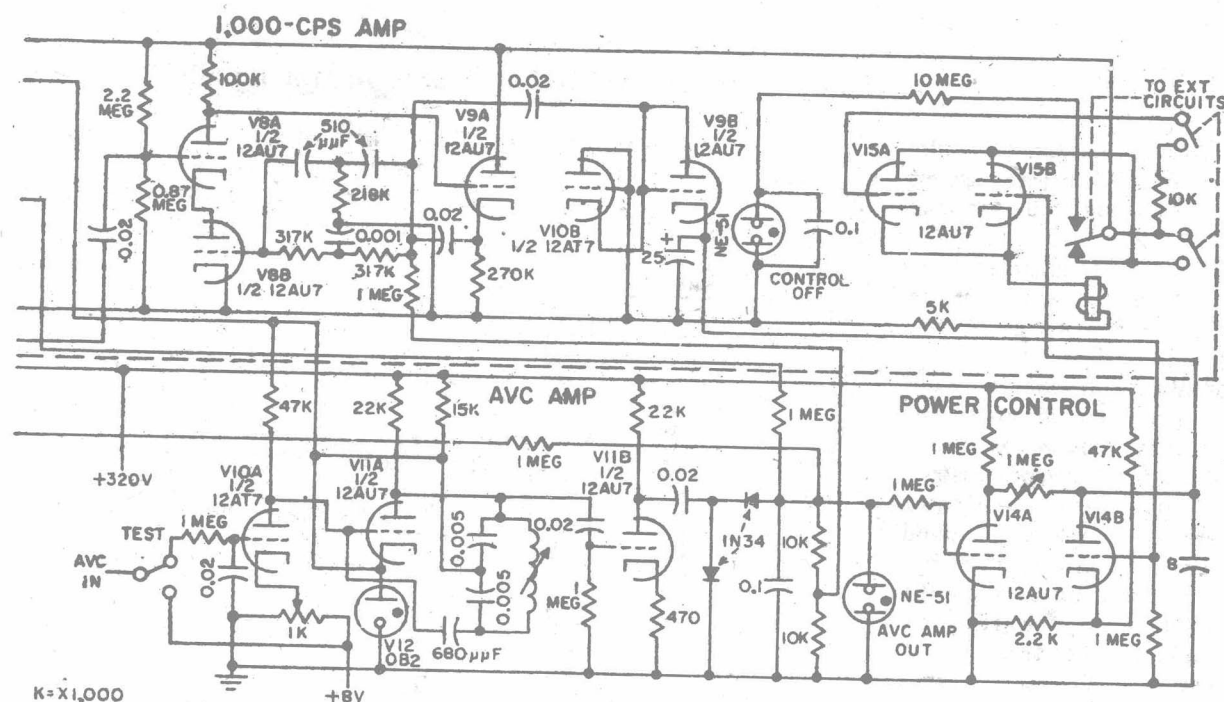 1,000-CPS AMP
100K
2.2
MEG
V8A
1/2
12AU7
510
µµF
0.02
V9A
1/2
12AU7
V9B
1/2
12AU7
10 MEG
TO EXT
CIRCUITS
V15A
V15B
12AU7
10K
0.87
MEG
0.02
218K
0.02
0.001
317K
317K
V8B
1/2 12AU7
1 MEG
270K
V10B
1/2 12AT7
25
+
NE-51
0.1
CONTROL
OFF
5K
AVC AMP
POWER CONTROL
47K
22K
15K
22K
1 MEG
1 MEG
1 MEG
1 MEG
47K
+320V
V10A
1/2
12AT7
V11A
1/2
12AU7
V11B
1/2
12AU7
0.02
1 MEG
V14A
V14B
TEST
1 MEG
AVC
IN
0.02
0.005
0.005
0.02
1N34
10K
0.1
10K
NE-51
AVC AMP
OUT
12AU7
2.2K
1 MEG
8
1K
V12
OB2
680µµF
1
MEG
470
+8V
K=X1,000